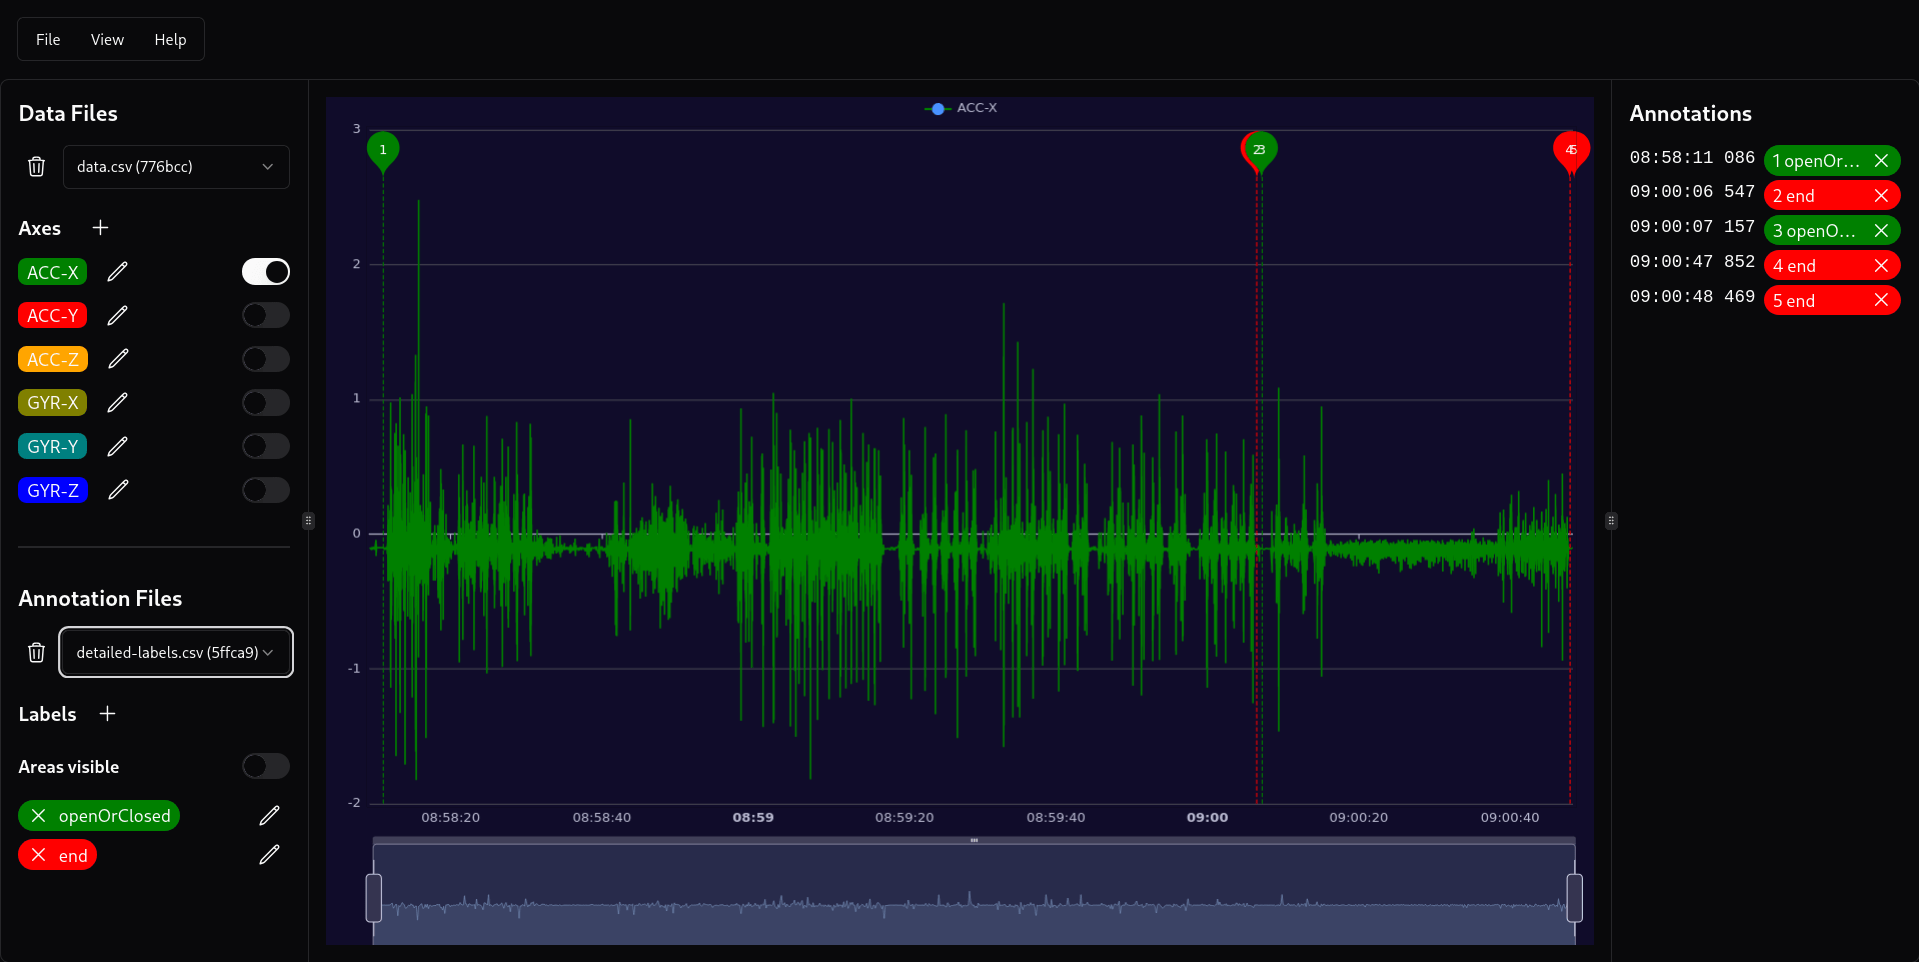 File View Help
Data Files
data.csv (776bcc)
Axes
ACC-X
ACC-Y
ACC-Z
GYR-X
GYR-Y
GYR-Z
Annotation Files
detailed-labels.csv (5ffca9)
Labels
Areas visible
openOrClosed
end
ACC-X
3
2
1
0
-1
-2
1
2
3
4
5
08:58:20 08:58:40 08:59 08:59:20 08:59:40 09:00 09:00:20 09:00:40
Annotations
08:58:11 086 1 openOr...
09:00:06 547 2 end
09:00:07 157 3 openO...
09:00:47 852 4 end
09:00:48 469 5 end